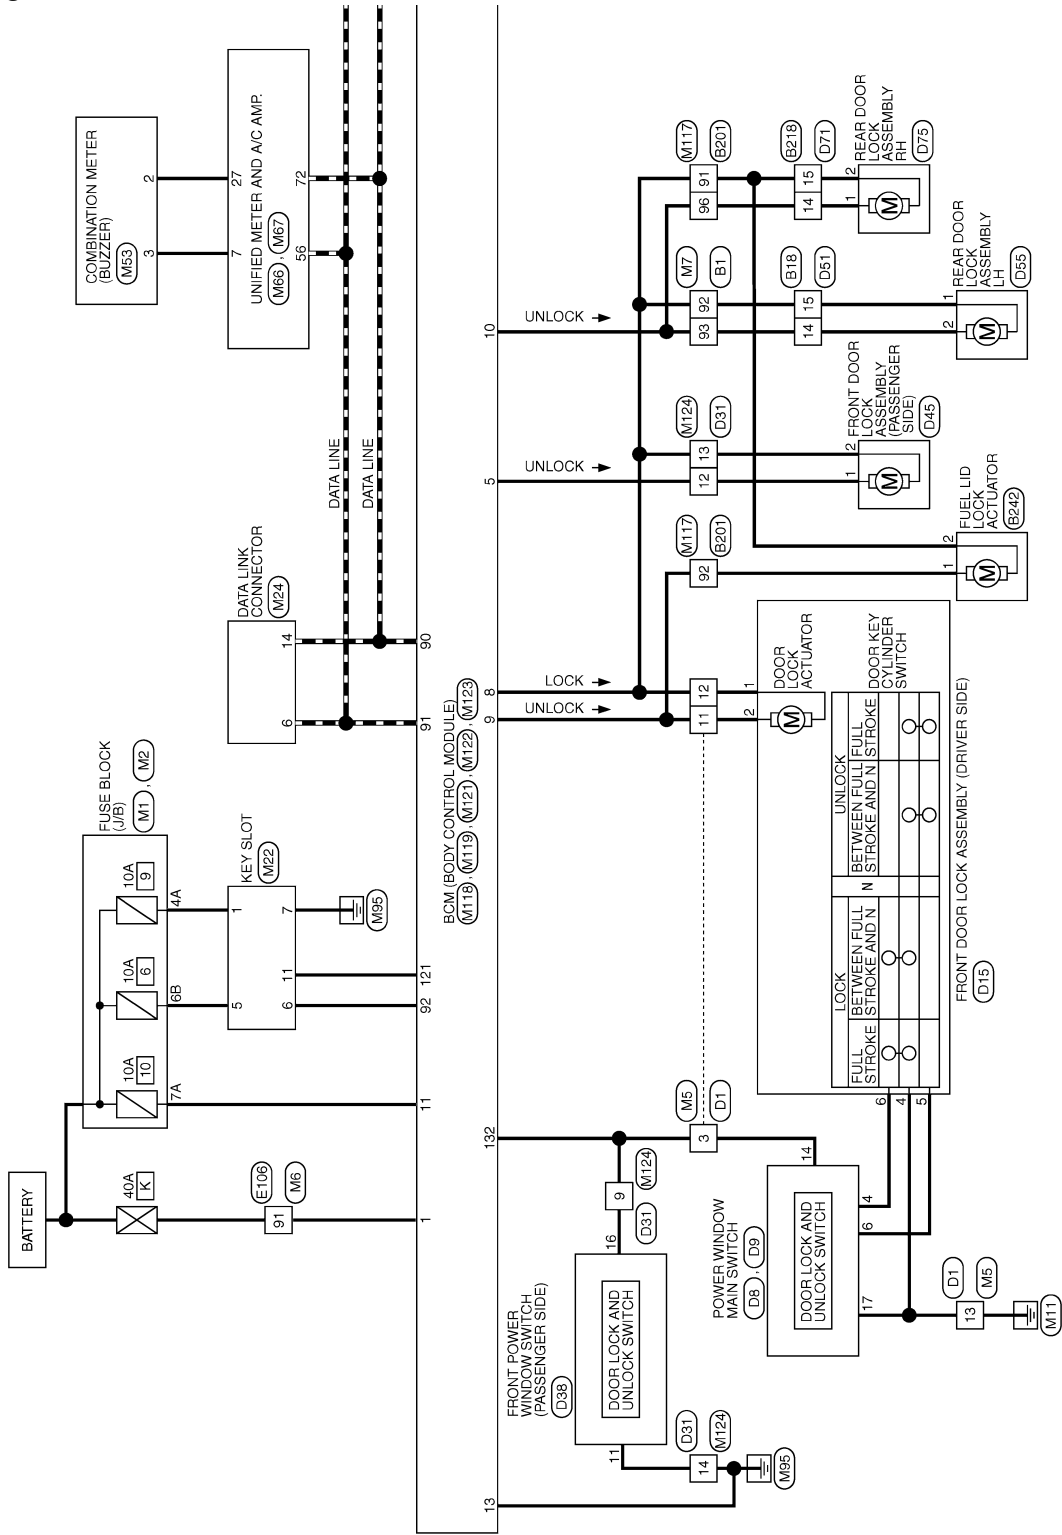 BATTERY
40A
K
E106
M6
91
1
FUSE BLOCK
(J/B)
M1 , M2
10A
10
7A
10A
6
6B
10A
9
4A
KEY SLOT
M22
5
1
6
11
7
M95
11
92
121
DATA LINK
CONNECTOR
M24
6
14
91
90
DATA LINE
DATA LINE
COMBINATION METER
(BUZZER)
M53
3
2
7
27
UNIFIED METER AND A/C AMP.
M66 , M67
56
72
BCM (BODY CONTROL MODULE)
M118 , M119 , M121 , M122 , M123
13
132
9
8
5
10
UNLOCK
LOCK
UNLOCK
UNLOCK
FRONT POWER
WINDOW SWITCH
(PASSENGER SIDE)
D38
DOOR LOCK AND
UNLOCK SWITCH
11
16
D31
M124
14
M95
9
M124
D31
M5
D1
3
POWER WINDOW
MAIN SWITCH
D8 , D9
DOOR LOCK AND
UNLOCK SWITCH
14
17
6
4
D1
M5
13
M11
6
4
5
11
12
2
1
M
DOOR
LOCK
ACTUATOR
DOOR KEY
CYLINDER
SWITCH
LOCK
N
UNLOCK
FULL
STROKE
BETWEEN FULL
STROKE AND N
BETWEEN FULL
STROKE AND N
FULL
STROKE
FRONT DOOR LOCK ASSEMBLY (DRIVER SIDE)
D15
M117
B201
92
1
2
M
FUEL LID
LOCK
ACTUATOR
B242
M124
D31
12
13
1
2
M
FRONT DOOR
LOCK
ASSEMBLY
(PASSENGER
SIDE)
D45
M7
B1
93
92
B18
D51
14
15
2
1
M
REAR DOOR
LOCK
ASSEMBLY
LH
D55
M117
B201
96
91
B218
D71
14
15
1
2
M
REAR DOOR
LOCK
ASSEMBLY
RH
D75